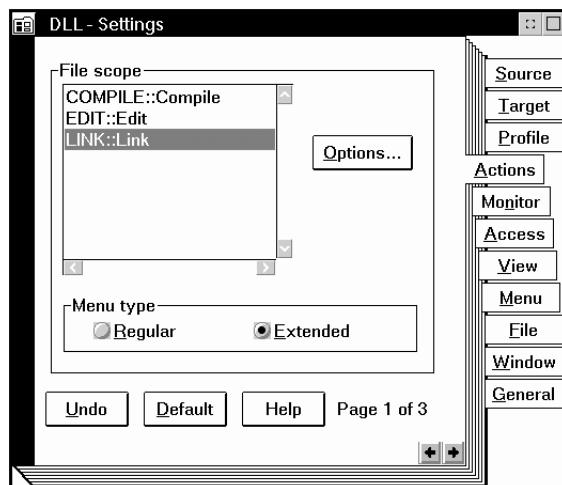 DLL - Settings
File scope
COMPILE::Compile
EDIT::Edit
LINK::Link
Options...
Menu type
Regular
Extended
Undo
Default
Help
Page 1 of 3
Source
Target
Profile
Actions
Monitor
Access
View
Menu
File
Window
General